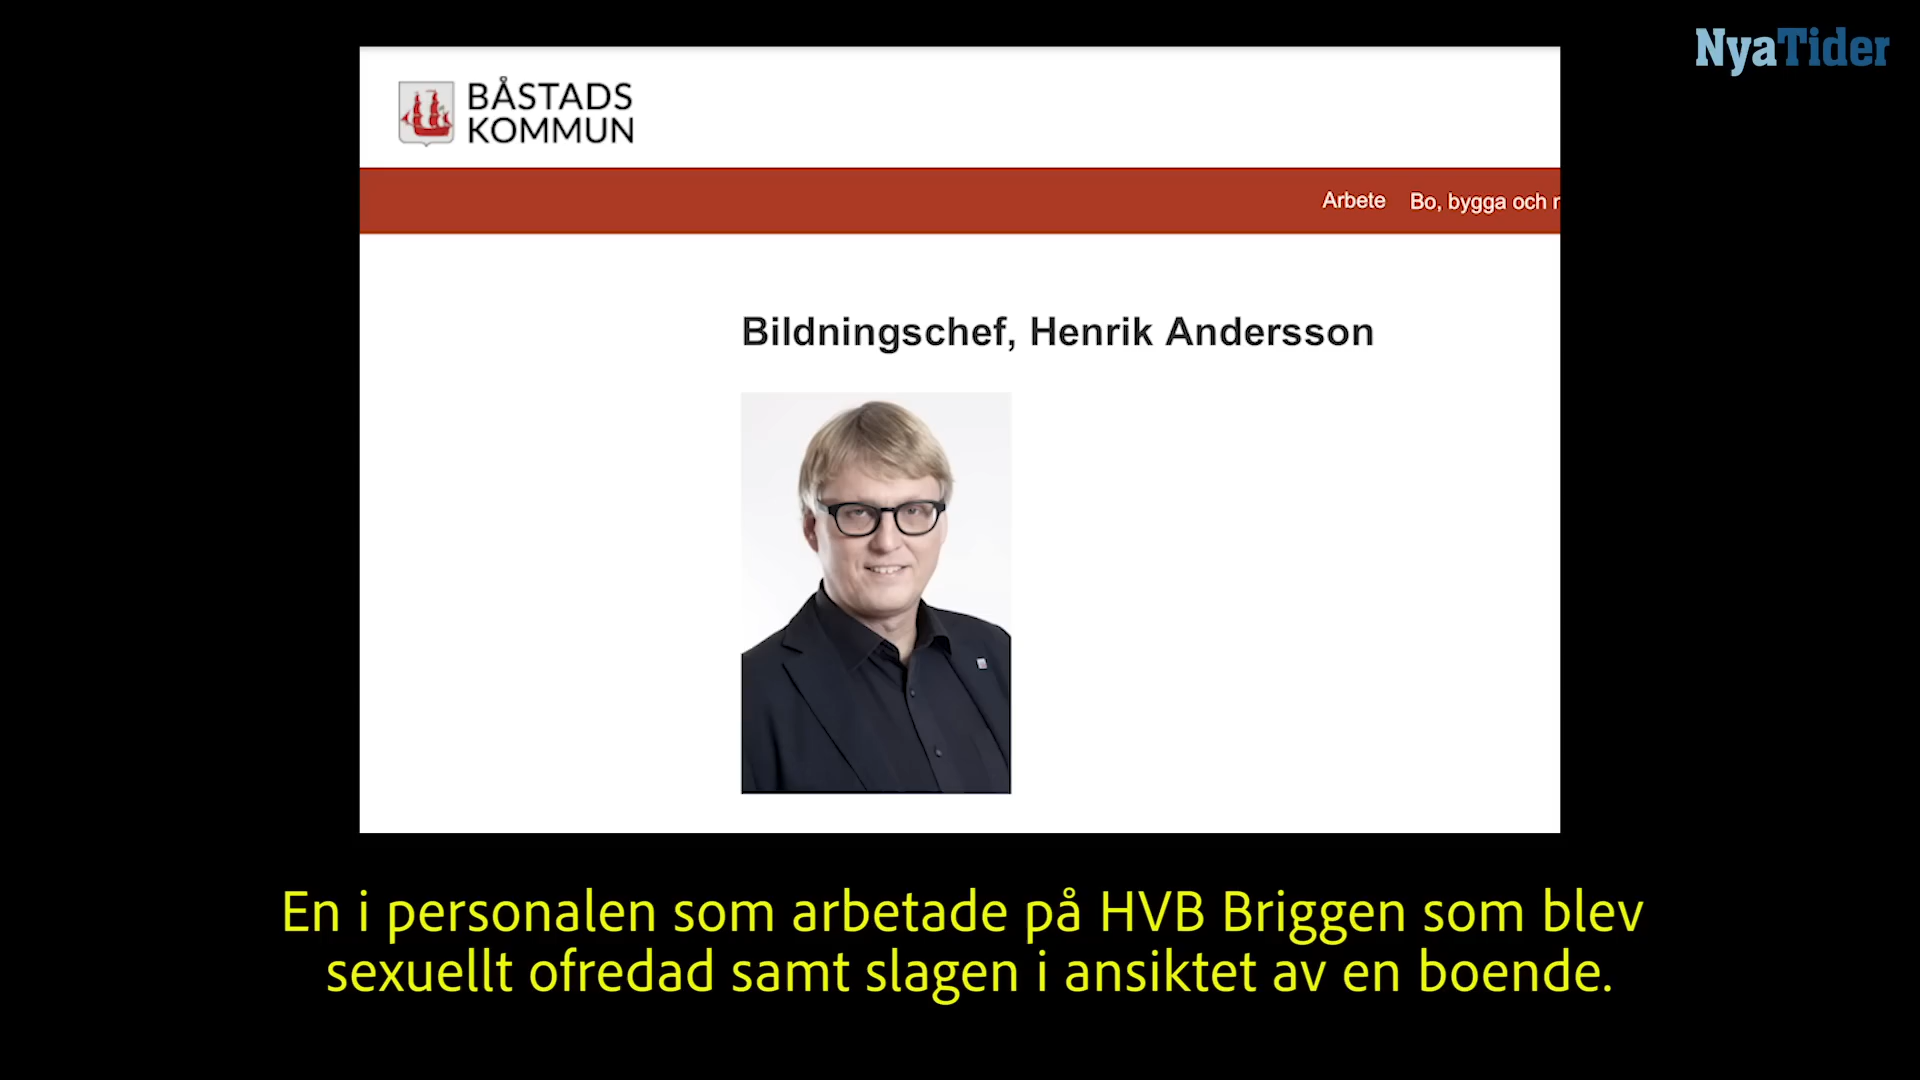 NyaTider
BÅSTADS
KOMMUN
Arbete Bo, bygga och
Bildningschef, Henrik Andersson
En i personalen som arbetade på HVB Briggen som blev
sexuellt ofredad samt slagen i ansiktet av en boende.